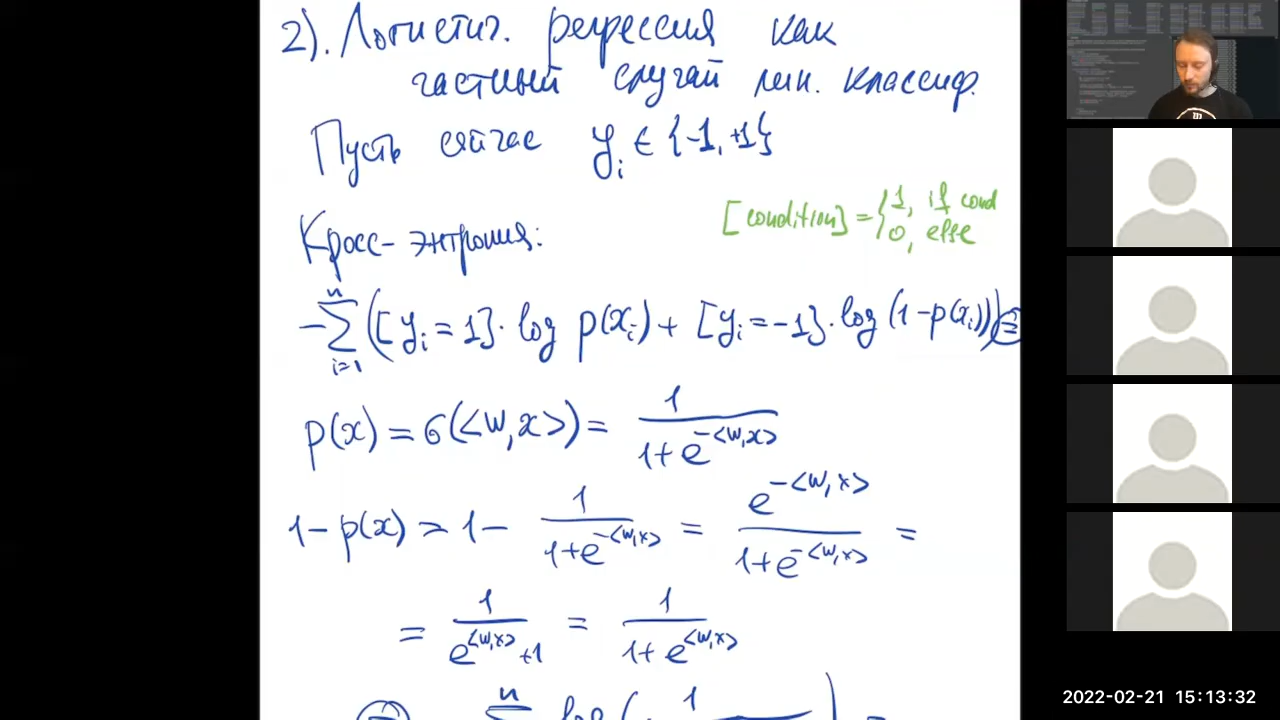 2). Логистич. регрессия как
частный случай лин. классиф.
Пусть сейчас y_i ∈ {-1, +1}
[condition] = { 1, if cond
0, else
Кросс-энтропия:
-∑_{i=1}^{n} ([y_i = 1] · log p(x_i) + [y_i = -1] · log (1 - p(x_i))) =
p(x) = σ(<w, x>) = 1 / (1 + e^{-<w,x>})
1 - p(x) = 1 - 1 / (1 + e^{-<w,x>}) = e^{-<w,x>} / (1 + e^{-<w,x>}) =
= 1 / (e^{<w,x>} + 1) = 1 / (1 + e^{<w,x>})
n log ( 1 ) =
2022-02-21 15:13:32